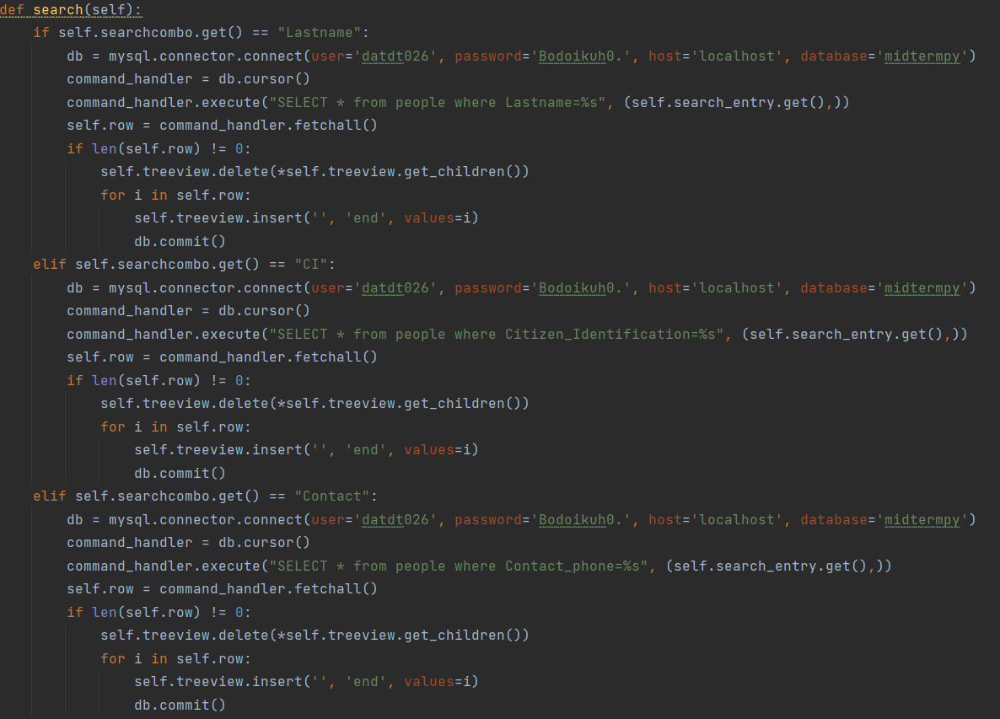 def search(self):
    if self.searchcombo.get() == "Lastname":
        db = mysql.connector.connect(user='datdt026', password='Bodoikuh0.', host='localhost', database='midtermpy')
        command_handler = db.cursor()
        command_handler.execute("SELECT * from people where Lastname=%s", (self.search_entry.get(),))
        self.row = command_handler.fetchall()
        if len(self.row) != 0:
            self.treeview.delete(*self.treeview.get_children())
            for i in self.row:
                self.treeview.insert('', 'end', values=i)
                db.commit()
    elif self.searchcombo.get() == "CI":
        db = mysql.connector.connect(user='datdt026', password='Bodoikuh0.', host='localhost', database='midtermpy')
        command_handler = db.cursor()
        command_handler.execute("SELECT * from people where Citizen_Identification=%s", (self.search_entry.get(),))
        self.row = command_handler.fetchall()
        if len(self.row) != 0:
            self.treeview.delete(*self.treeview.get_children())
            for i in self.row:
                self.treeview.insert('', 'end', values=i)
                db.commit()
    elif self.searchcombo.get() == "Contact":
        db = mysql.connector.connect(user='datdt026', password='Bodoikuh0.', host='localhost', database='midtermpy')
        command_handler = db.cursor()
        command_handler.execute("SELECT * from people where Contact_phone=%s", (self.search_entry.get(),))
        self.row = command_handler.fetchall()
        if len(self.row) != 0:
            self.treeview.delete(*self.treeview.get_children())
            for i in self.row:
                self.treeview.insert('', 'end', values=i)
                db.commit()